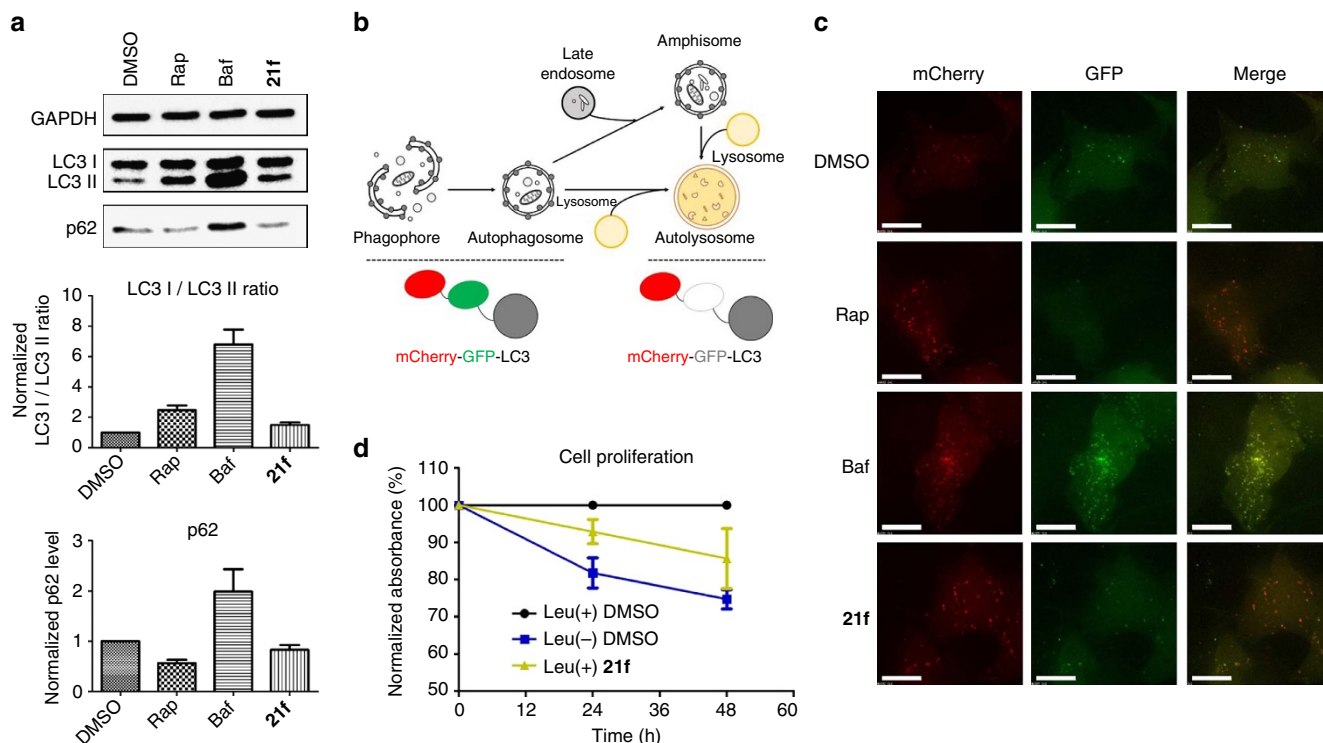 a
DMSO
Rap
Baf
21f
GAPDH
LC3 I
LC3 II
p62
LC3 I / LC3 II ratio
Normalized
LC3 I / LC3 II ratio
10
8
6
4
2
0
DMSO
Rap
Baf
21f
p62
Normalized p62 level
3
2
1
0
DMSO
Rap
Baf
21f
b
Late
endosome
Amphisome
Lysosome
Lysosome
Phagophore
Autophagosome
Autolysosome
mCherry-GFP-LC3
mCherry-GFP-LC3
d
Cell proliferation
Normalized absorbance (%)
110
100
90
80
70
60
50
Leu(+) DMSO
Leu(−) DMSO
Leu(+) 21f
0
12
24
36
48
60
Time (h)
c
mCherry
GFP
Merge
DMSO
Rap
Baf
21f